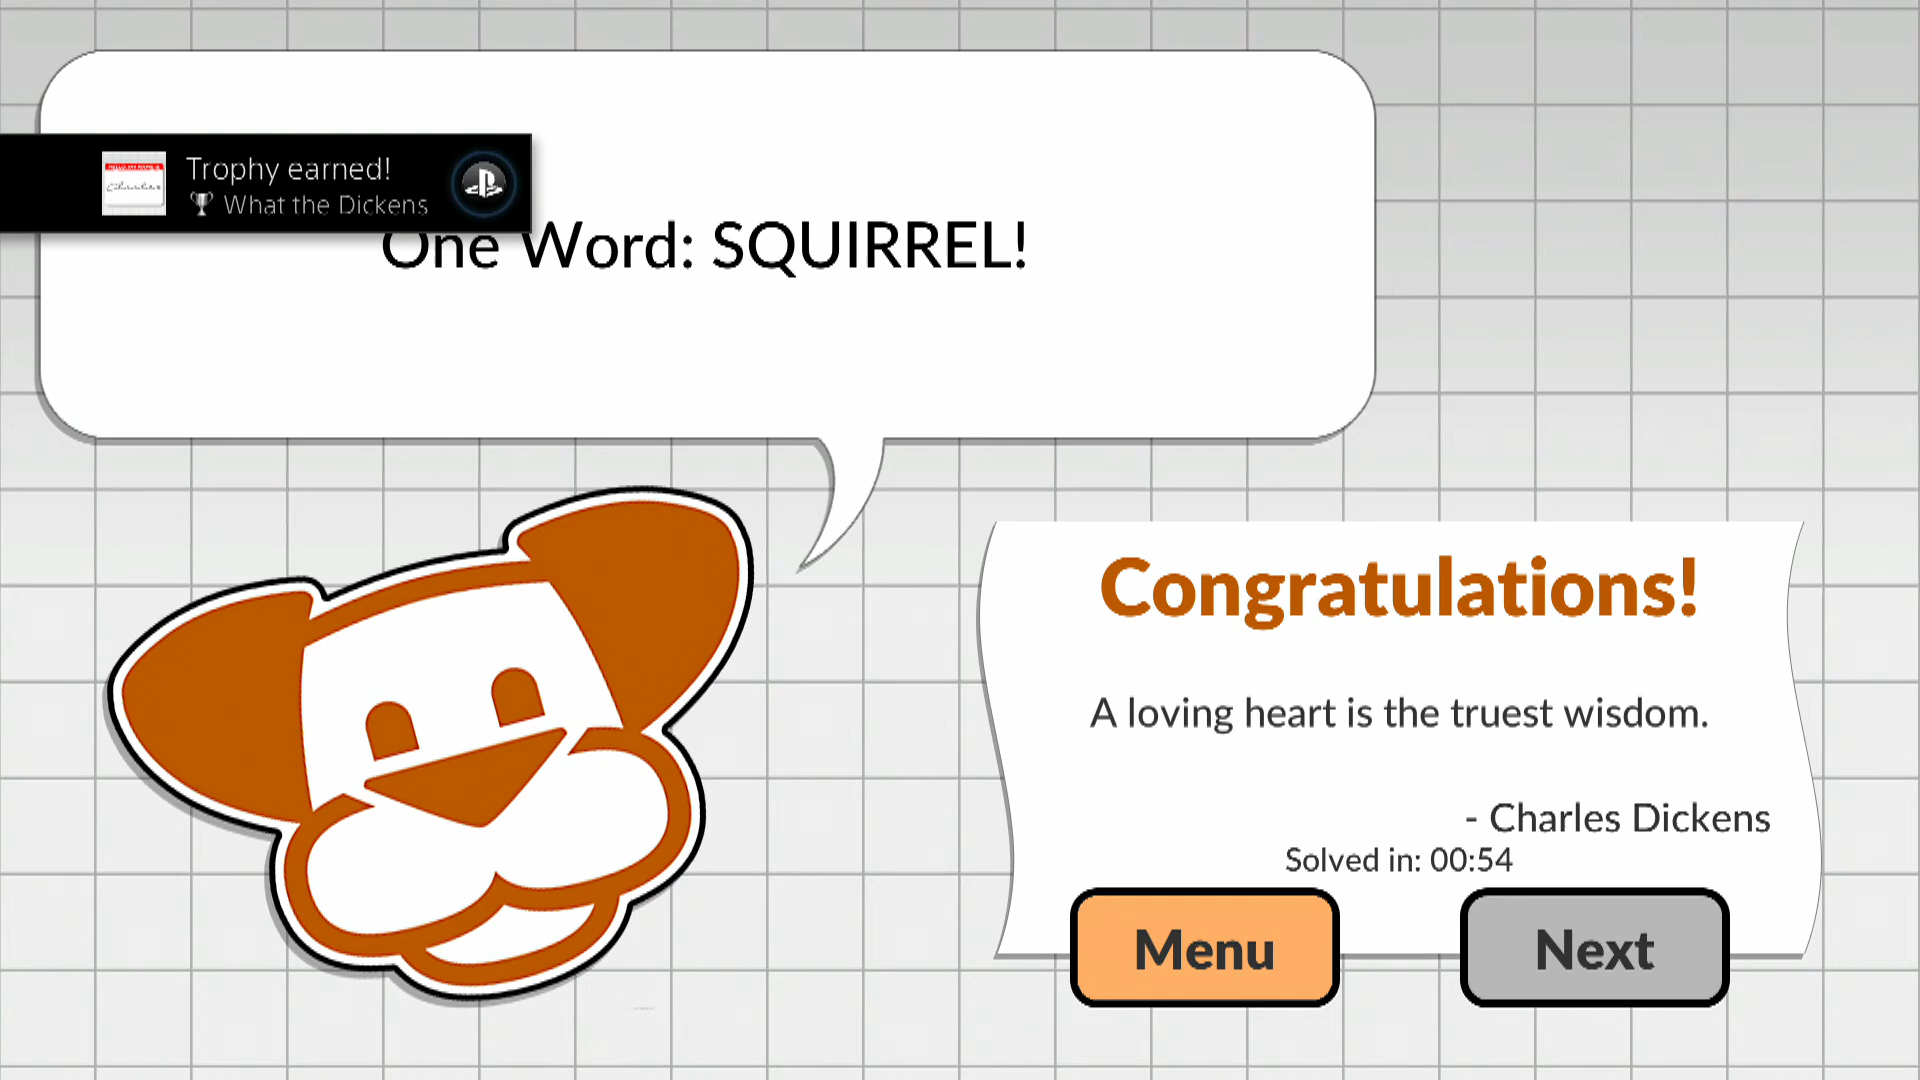 Trophy earned!
What the Dickens
One Word: SQUIRREL!
Congratulations!
A loving heart is the truest wisdom.
- Charles Dickens
Solved in: 00:54
Menu
Next